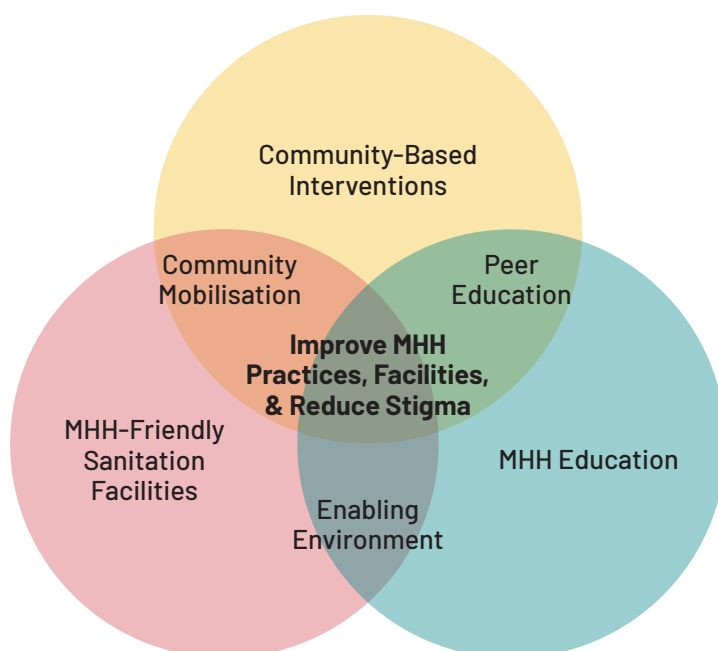 Community-Based
Interventions
Community
Mobilisation
Peer
Education
Improve MHH
Practices, Facilities,
& Reduce Stigma
MHH-Friendly
Sanitation
Facilities
MHH Education
Enabling
Environment